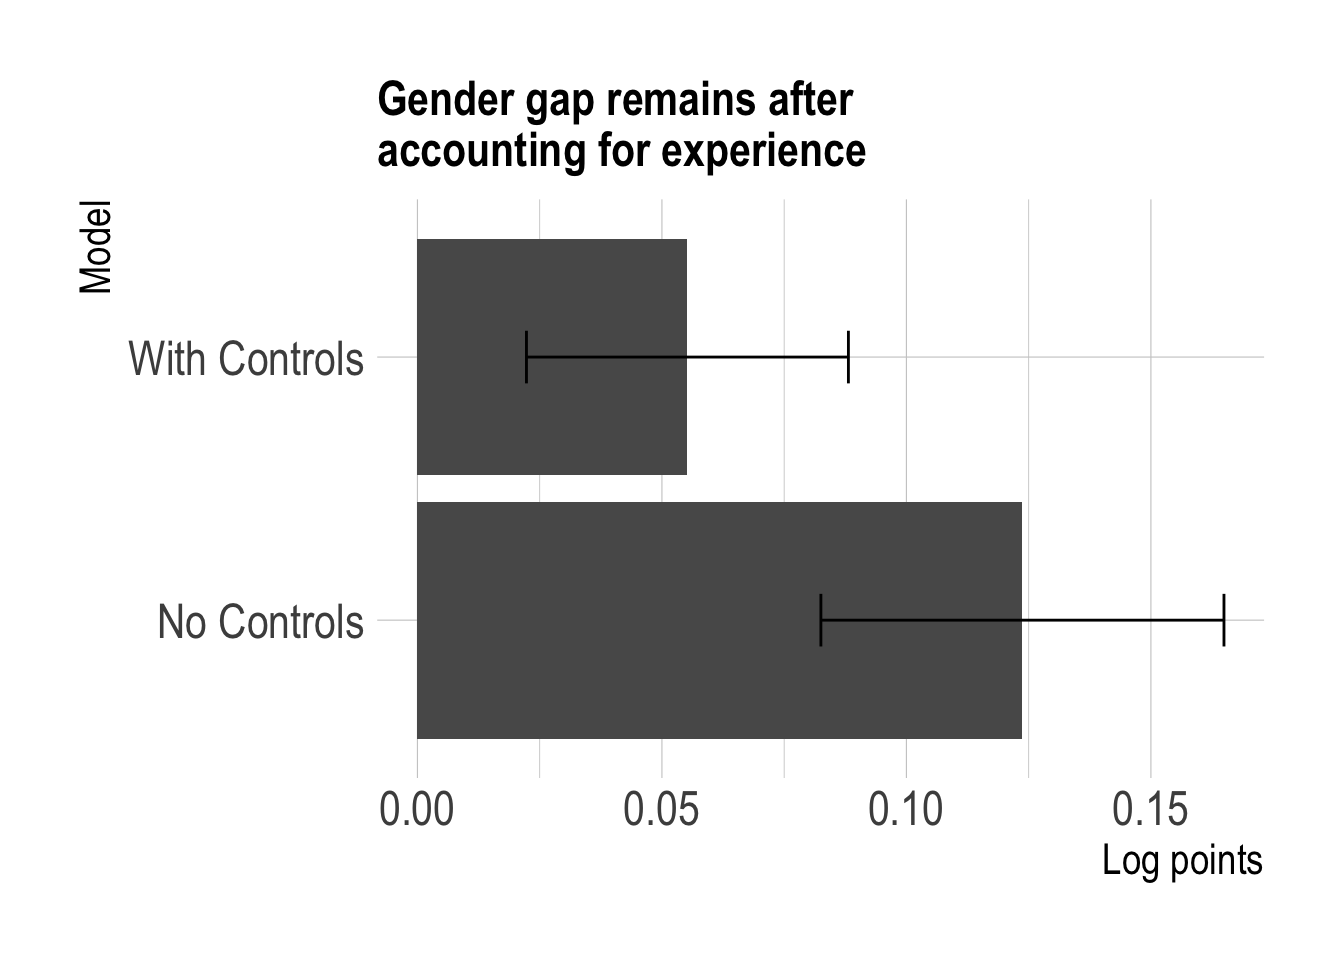 Gender gap remains after
accounting for experience
Model
With Controls
No Controls
0.00 0.05 0.10 0.15
Log points